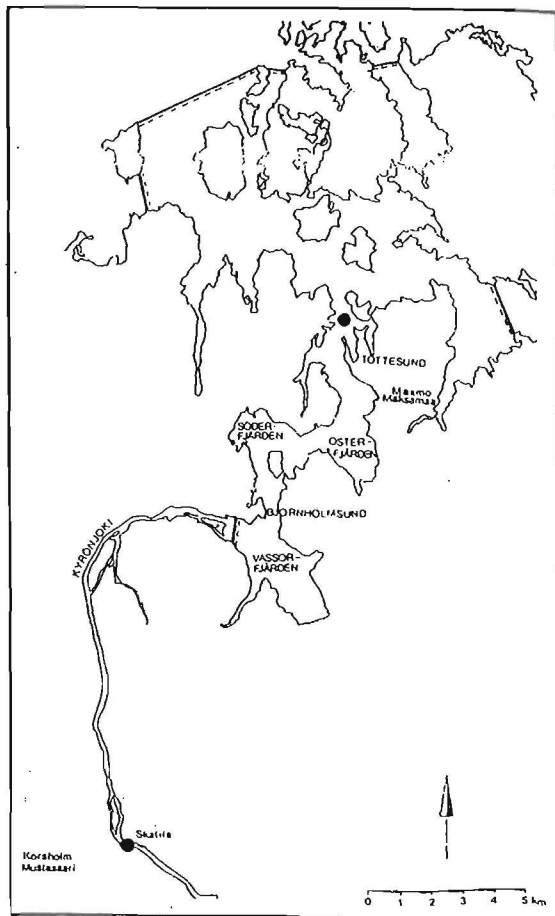 TOTTESUND
Maxmo
Maksamaa
SÖDER-
FJÄRDEN
ÖSTER-
FJÄRDEN
BJÖRNHOLMSUND
KYRÖNJOKI
VASSOR-
FJÄRDEN
Skatila
Korsholm
Mustasaari
0 1 2 3 4 5 km